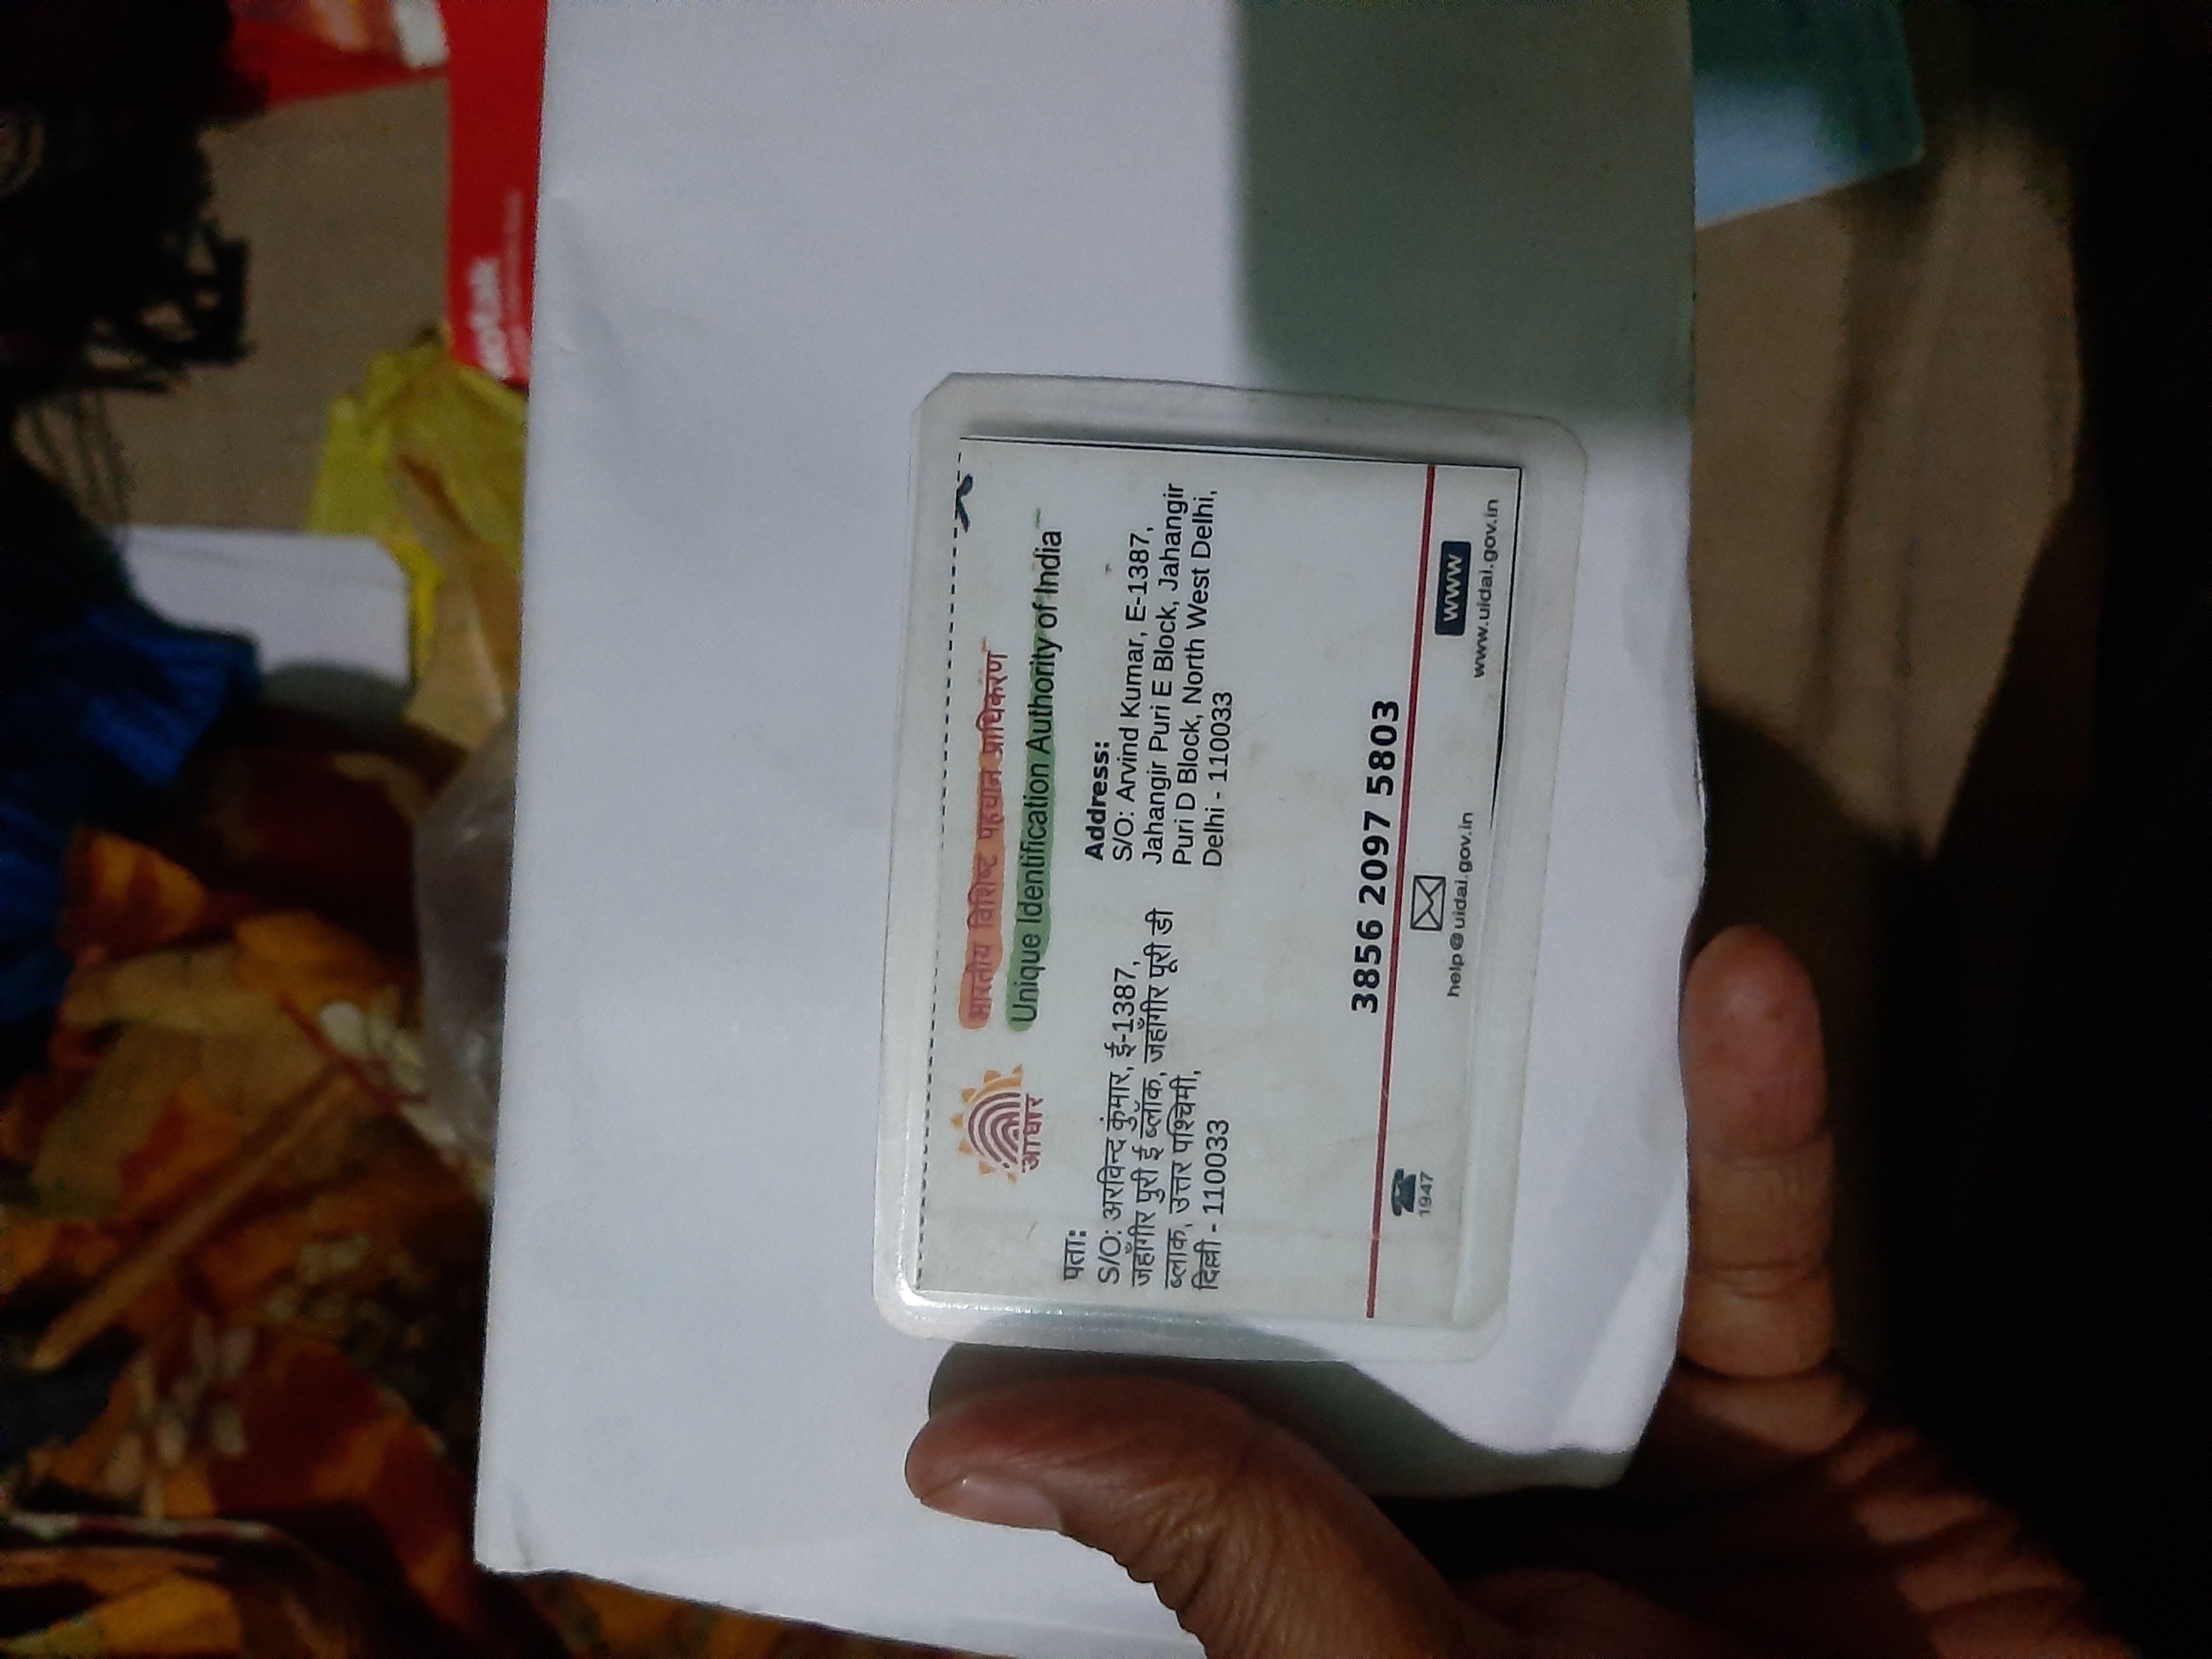 kotak
भारतीय विशिष्ट पहचान प्राधिकरण
Unique Identification Authority of India
आधार
पता:
S/O: अरविन्द कुंमार, ई-1387,
जहाँगीर पुरी ई ब्लॉक, जहाँगीर पूरी डी
ब्लाक, उत्तर पश्चिमी,
दिल्ली - 110033
Address:
S/O: Arvind Kumar, E-1387,
Jahangir Puri E Block, Jahangir
Puri D Block, North West Delhi,
Delhi - 110033
3856 2097 5803
1947
help@uidai.gov.in
www
www.uidai.gov.in